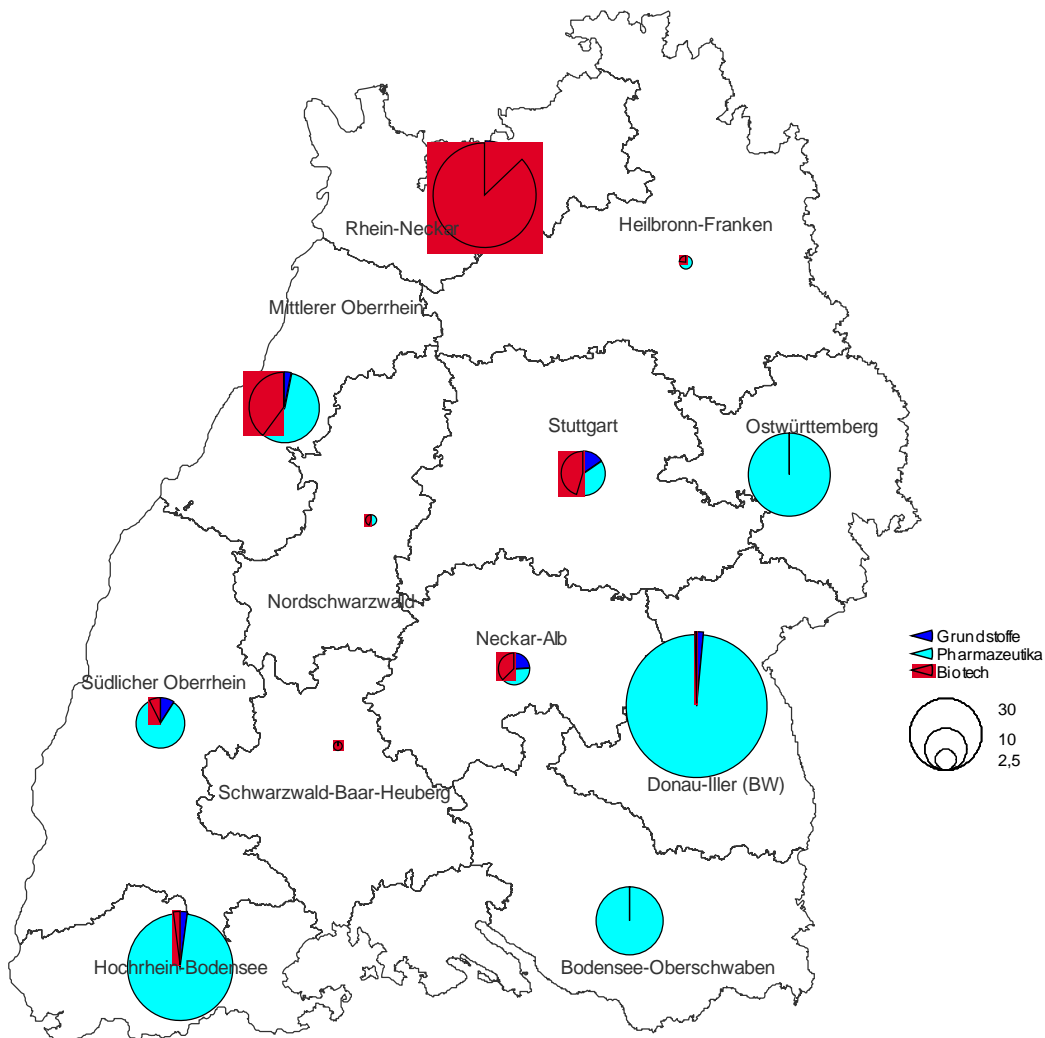 Rhein-Neckar
Heilbronn-Franken
Mittlerer Oberrhein
Stuttgart
Ostwürttemberg
Nordschwarzwald
Neckar-Alb
Südlicher Oberrhein
Donau-Iller (BW)
Schwarzwald-Baar-Heuberg
Hochrhein-Bodensee
Bodensee-Oberschwaben
Grundstoffe
Pharmazeutika
Biotech
30
10
2,5